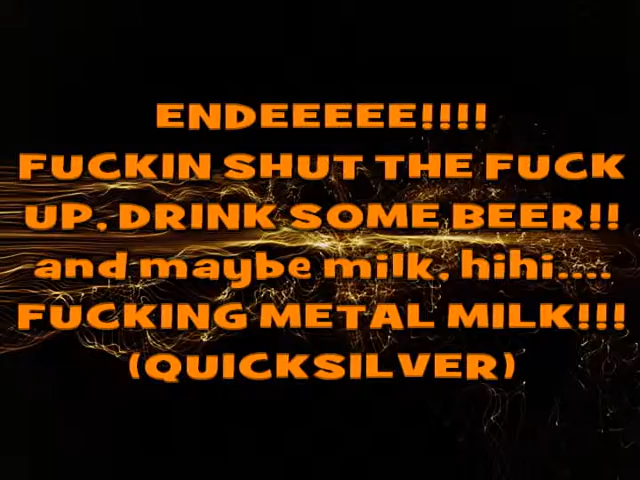 ENDEEEEE!!!!
FUCKIN SHUT THE FUCK
UP, DRINK SOME BEER!!
and maybe milk, hihi....
FUCKING METAL MILK!!!
(QUICKSILVER)